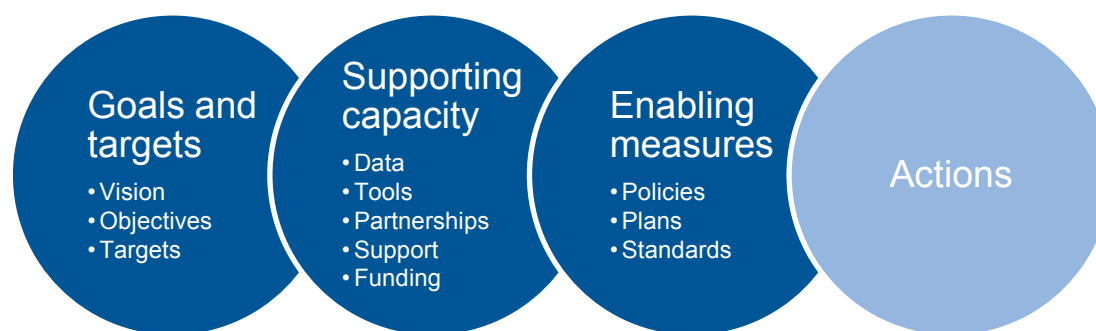 Goals and
targets
• Vision
• Objectives
• Targets
Supporting
capacity
• Data
• Tools
• Partnerships
• Support
• Funding
Enabling
measures
• Policies
• Plans
• Standards
Actions